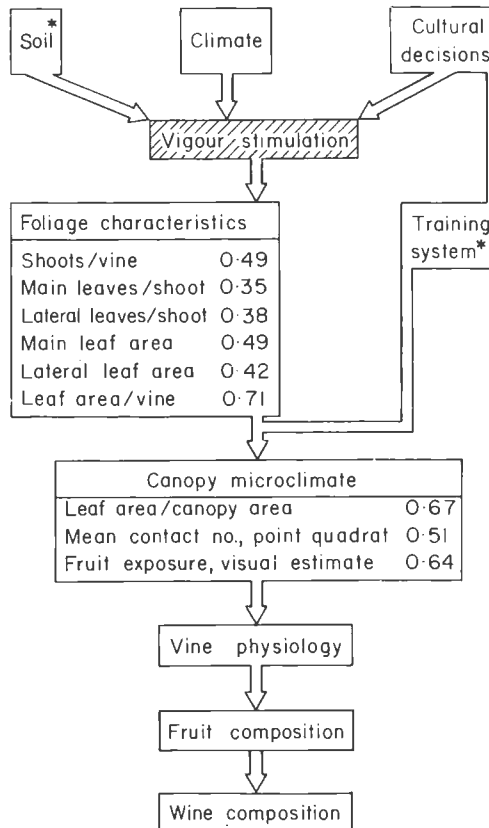 Soil*
Climate
Cultural
decisions
Vigour stimulation
Foliage characteristics
Shoots/vine 0·49
Main leaves/shoot 0·35
Lateral leaves/shoot 0·38
Main leaf area 0·49
Lateral leaf area 0·42
Leaf area/vine 0·71
Training
system*
Canopy microclimate
Leaf area/canopy area 0·67
Mean contact no., point quadrat 0·51
Fruit exposure, visual estimate 0·64
Vine physiology
Fruit composition
Wine composition